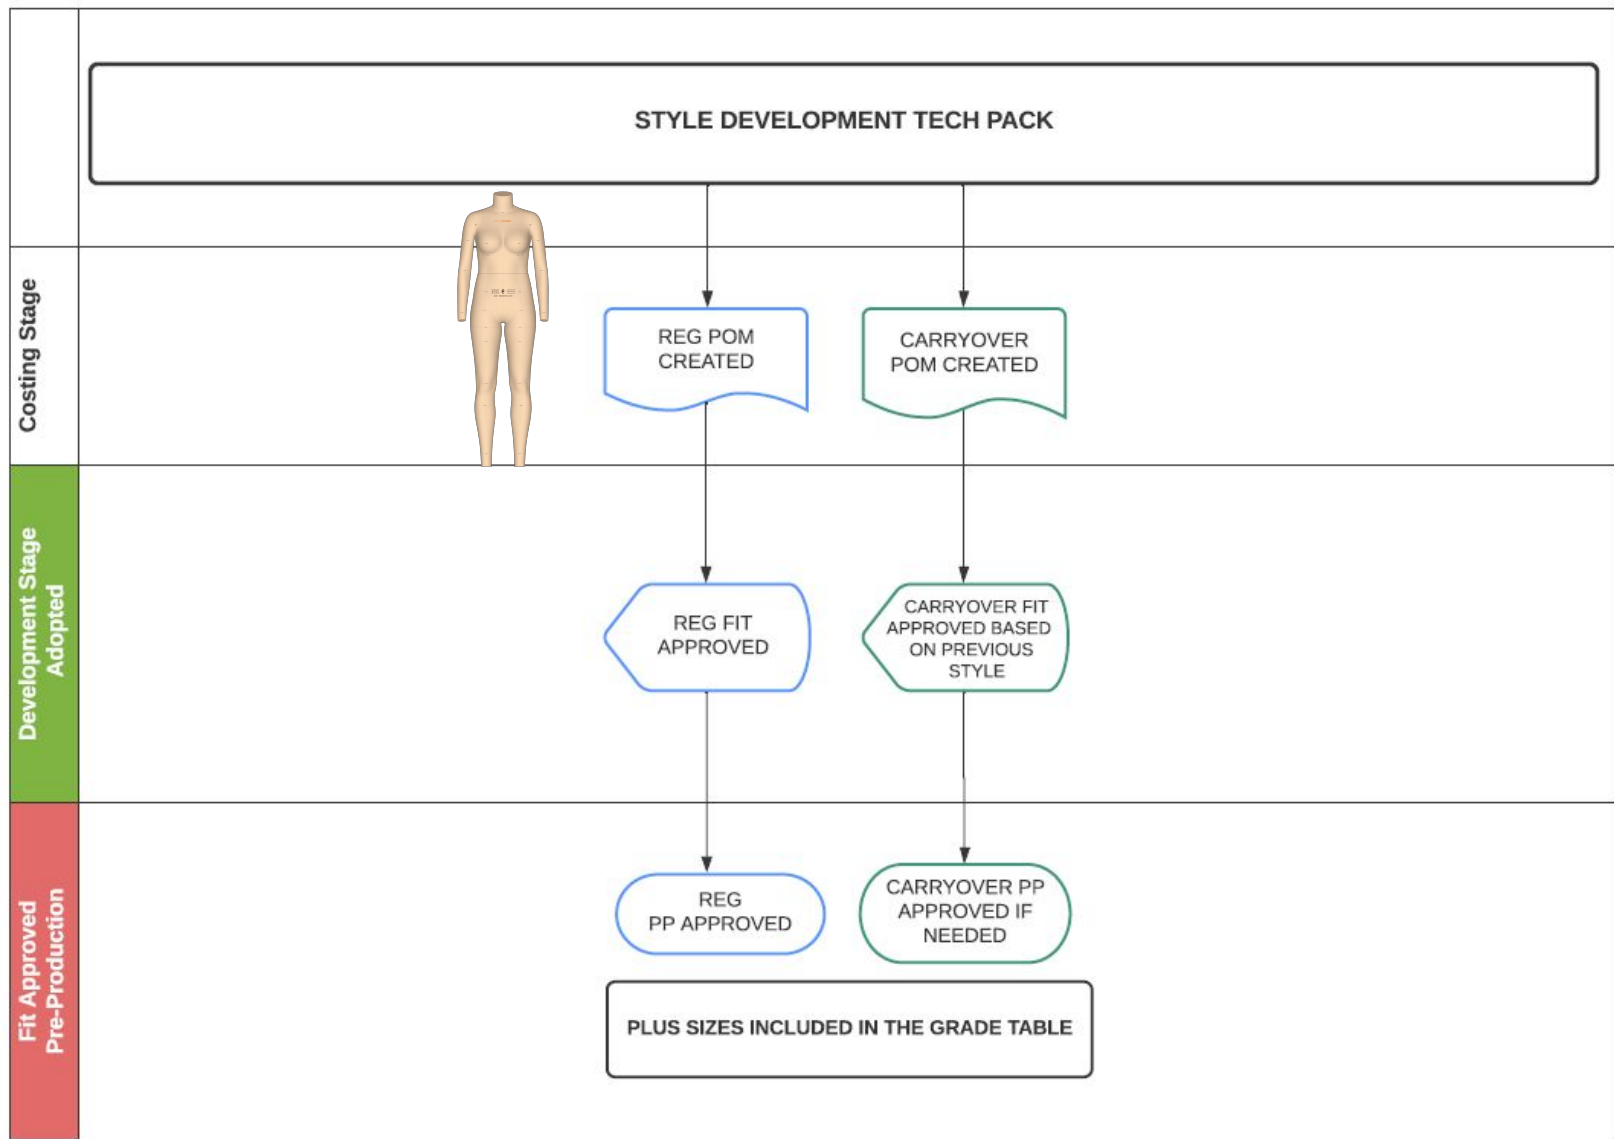 STYLE DEVELOPMENT TECH PACK
Costing Stage
REG POM
CREATED
CARRYOVER
POM CREATED
Development Stage
Adopted
REG FIT
APPROVED
CARRYOVER FIT
APPROVED BASED
ON PREVIOUS
STYLE
Fit Approved
Pre-Production
REG
PP APPROVED
CARRYOVER PP
APPROVED IF
NEEDED
PLUS SIZES INCLUDED IN THE GRADE TABLE